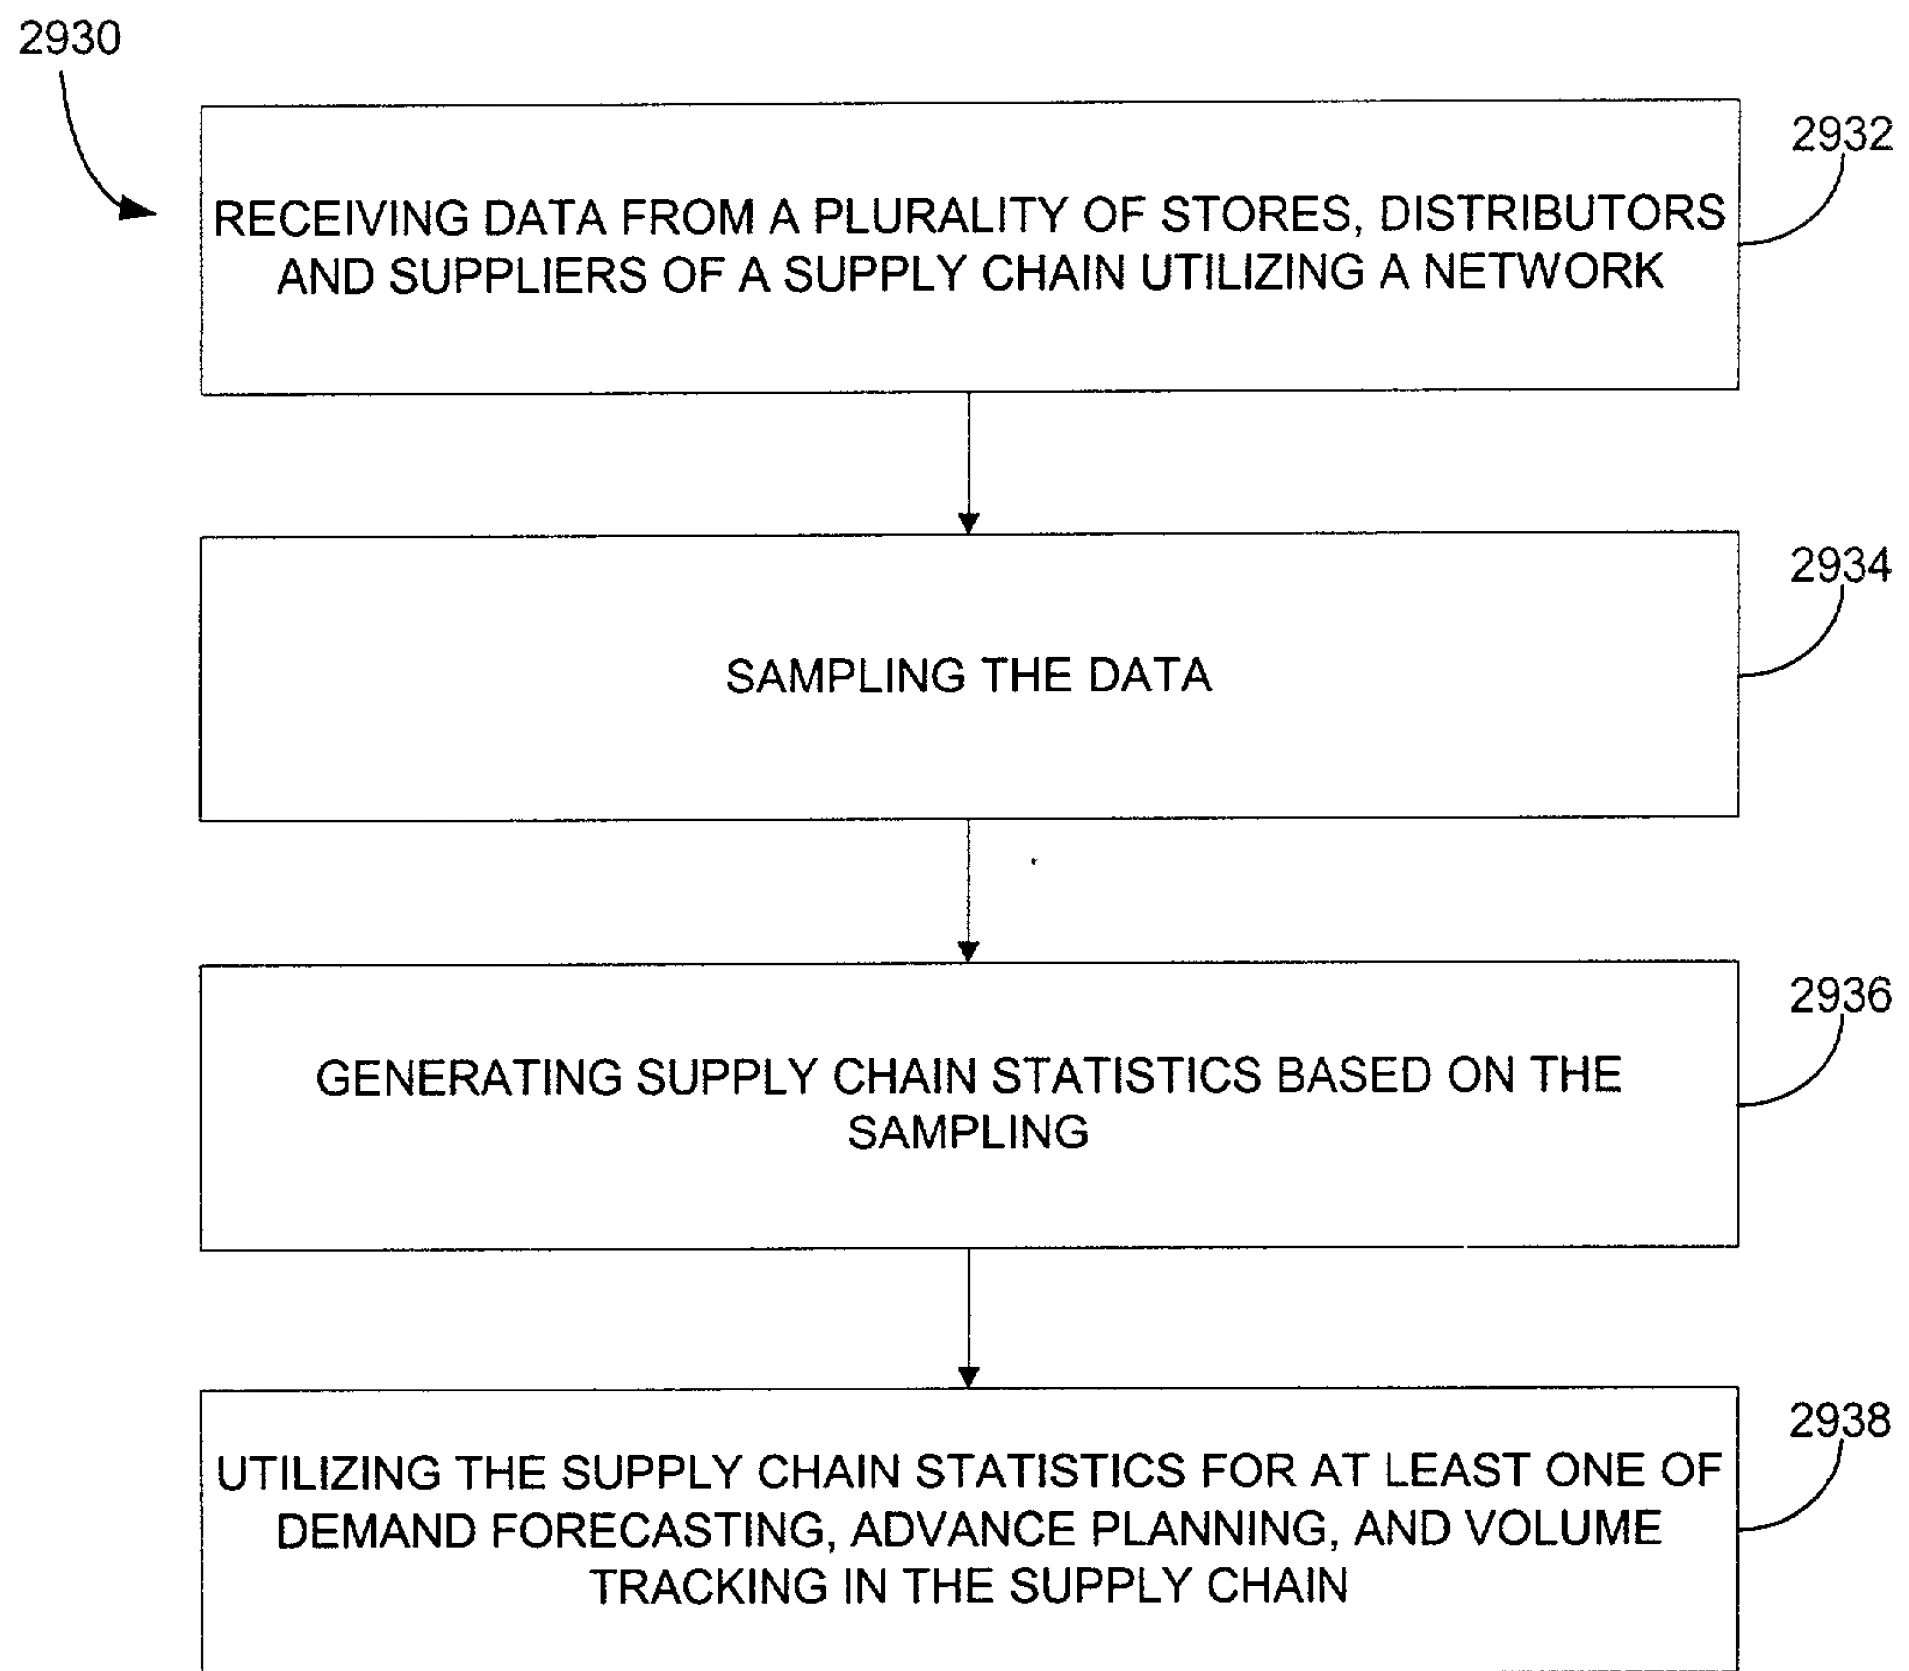 2930
2932
RECEIVING DATA FROM A PLURALITY OF STORES, DISTRIBUTORS
AND SUPPLIERS OF A SUPPLY CHAIN UTILIZING A NETWORK
2934
SAMPLING THE DATA
2936
GENERATING SUPPLY CHAIN STATISTICS BASED ON THE
SAMPLING
2938
UTILIZING THE SUPPLY CHAIN STATISTICS FOR AT LEAST ONE OF
DEMAND FORECASTING, ADVANCE PLANNING, AND VOLUME
TRACKING IN THE SUPPLY CHAIN